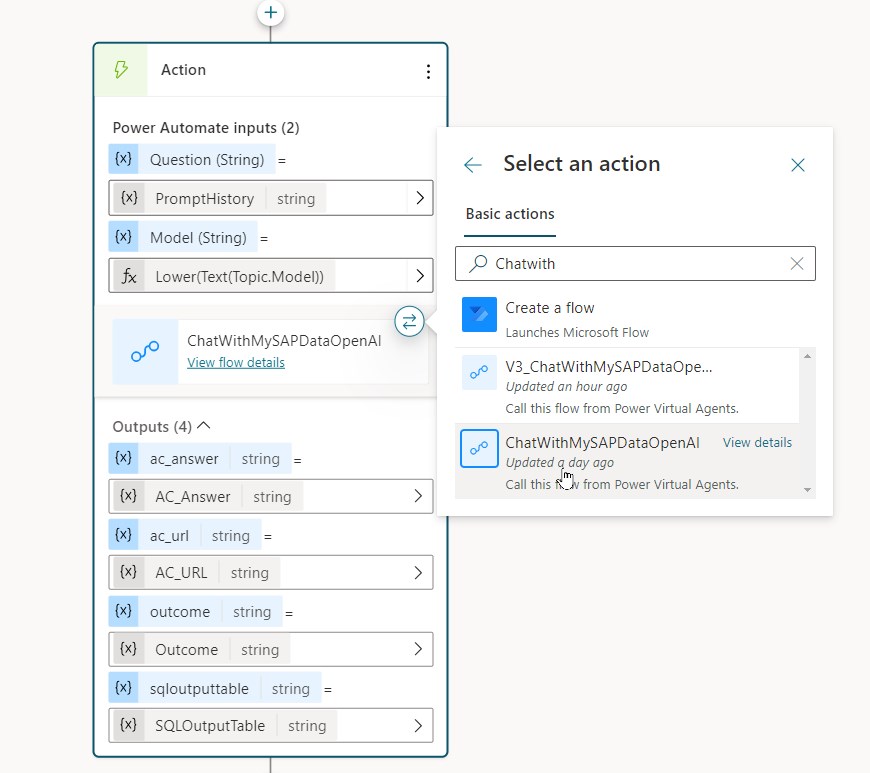 Action
Power Automate inputs (2)
{x} Question (String) =
{x} PromptHistory string
{x} Model (String) =
fx Lower(Text(Topic.Model))
ChatWithMySAPDataOpenAI
View flow details
Outputs (4)
{x} ac_answer string =
{x} AC_Answer string
{x} ac_url string =
{x} AC_URL string
{x} outcome string =
{x} Outcome string
{x} sqloutputtable string =
{x} SQLOutputTable string
Select an action
Basic actions
Chatwith
Create a flow
Launches Microsoft Flow
V3_ChatWithMySAPDataOpe...
Updated an hour ago
Call this flow from Power Virtual Agents.
ChatWithMySAPDataOpenAI View details
Updated a day ago
Call this flow from Power Virtual Agents.